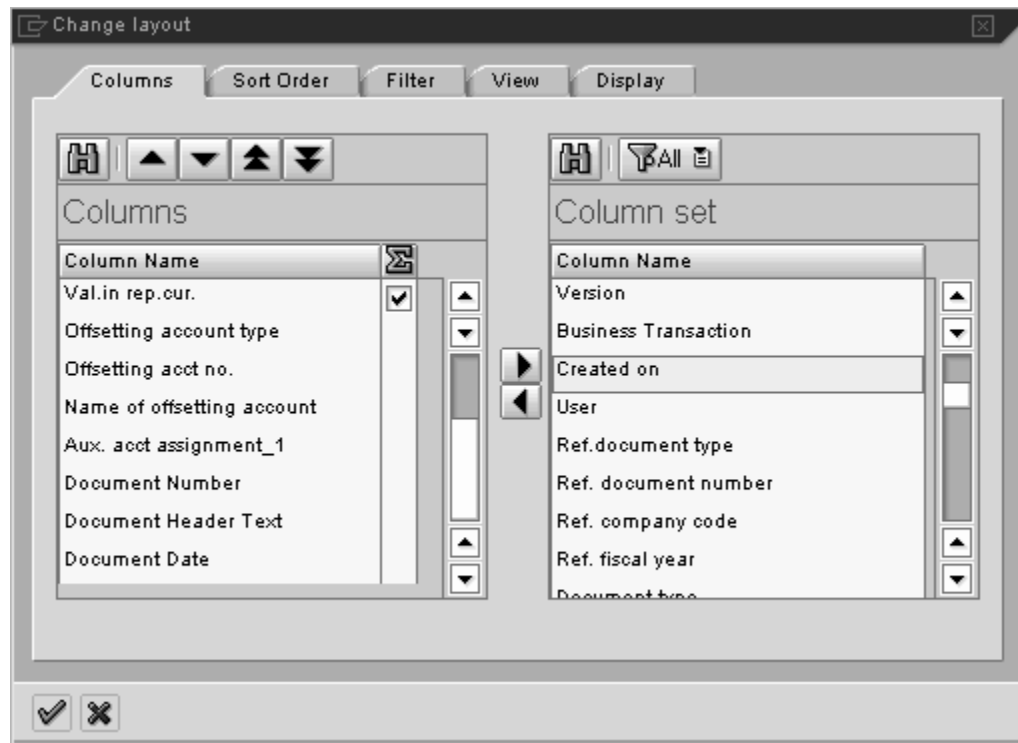 Change layout
Columns
Sort Order
Filter
View
Display
Columns
Column Name
Val.in rep.cur.
Offsetting account type
Offsetting acct no.
Name of offsetting account
Aux. acct assignment_1
Document Number
Document Header Text
Document Date
All
Column set
Column Name
Version
Business Transaction
Created on
User
Ref.document type
Ref. document number
Ref. company code
Ref. fiscal year
Document type